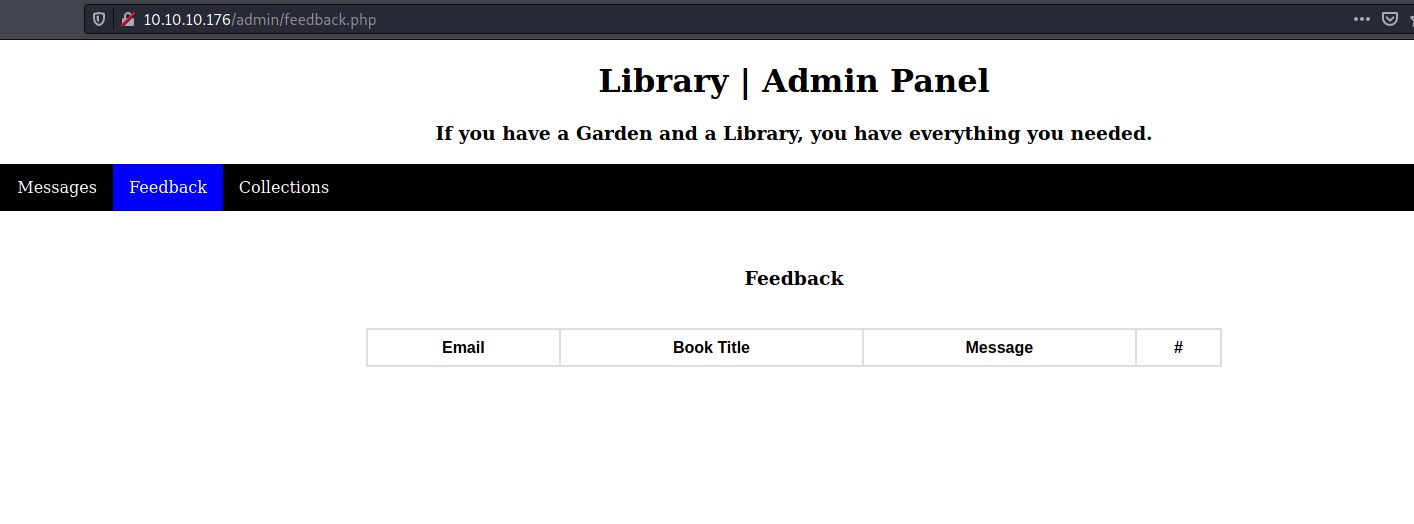 10.10.10.176/admin/feedback.php
Library | Admin Panel
If you have a Garden and a Library, you have everything you needed.
Messages Feedback Collections
Feedback
Email Book Title Message #